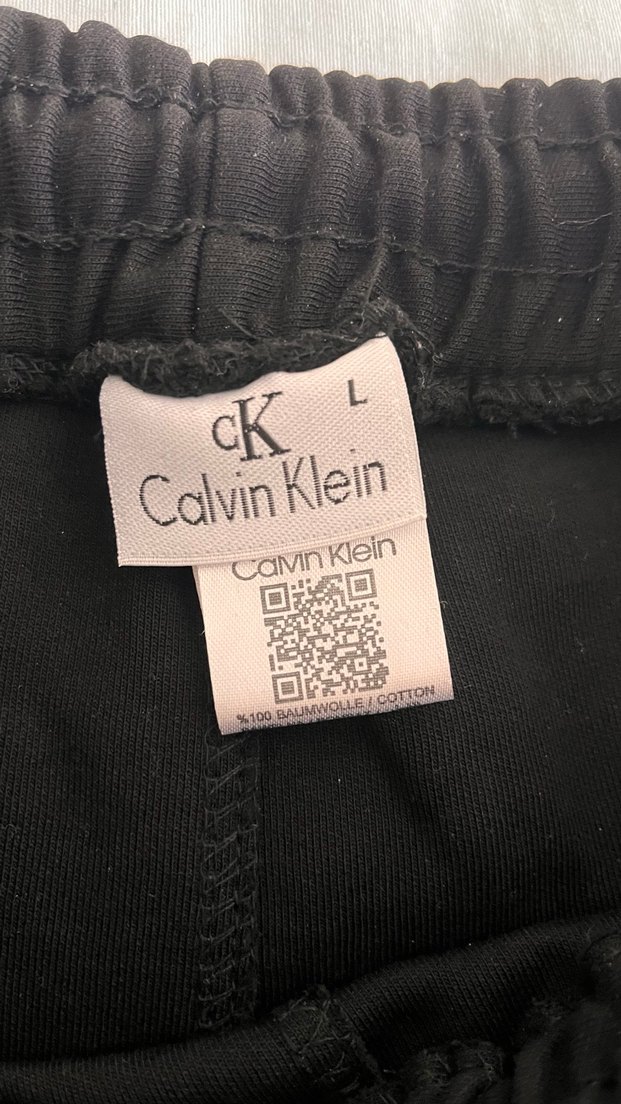 L
CK
Calvin Klein
Calvin Klein
%100 BAUMWOLLE / COTTON